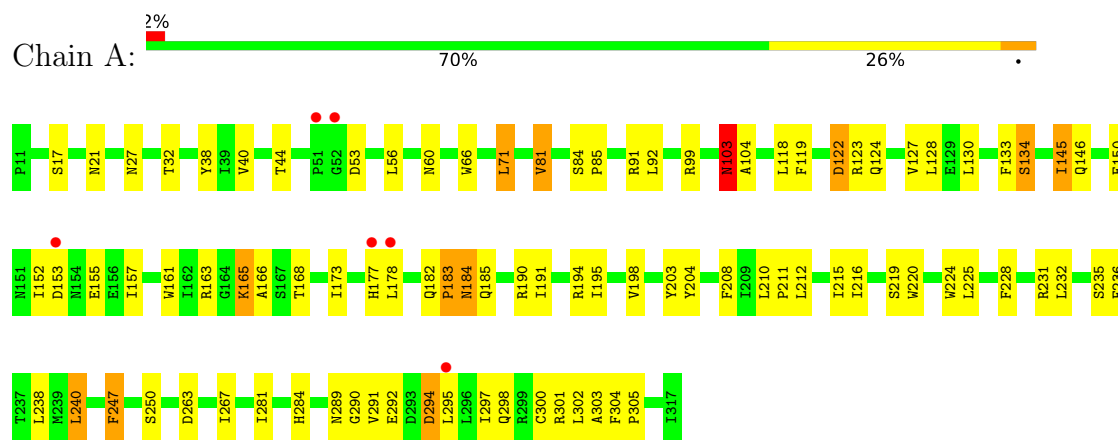 2%
Chain A:
70% 26% •
P11 S17 N21 N27 T32 Y38 I39 V40 T44 P51 G52 D53 L56 N60 W66 L71 V81 S84 P85 R91 L92 R99 N103 A104 L118 F119 D122 R123 Q124 V127 L128 E129 L130 F133 S134 I145 Q146
N151 I152 D153 N154 E155 E156 I157 W161 I162 R163 G164 K165 A166 S167 T168 I173 H177 L178 Q182 P183 N184 Q185 R190 I191 R194 I195 V198 Y203 Y204 F208 I209 L210 P211 L212 I215 I216 S219 W220 W224 L225 F228 R231 L232 S235
T237 L238 M239 L240 F247 S250 D263 I267 I281 H284 N289 G290 V291 E292 D293 D294 L295 L296 I297 Q298 R299 C300 R301 L302 A303 F304 P305 I317